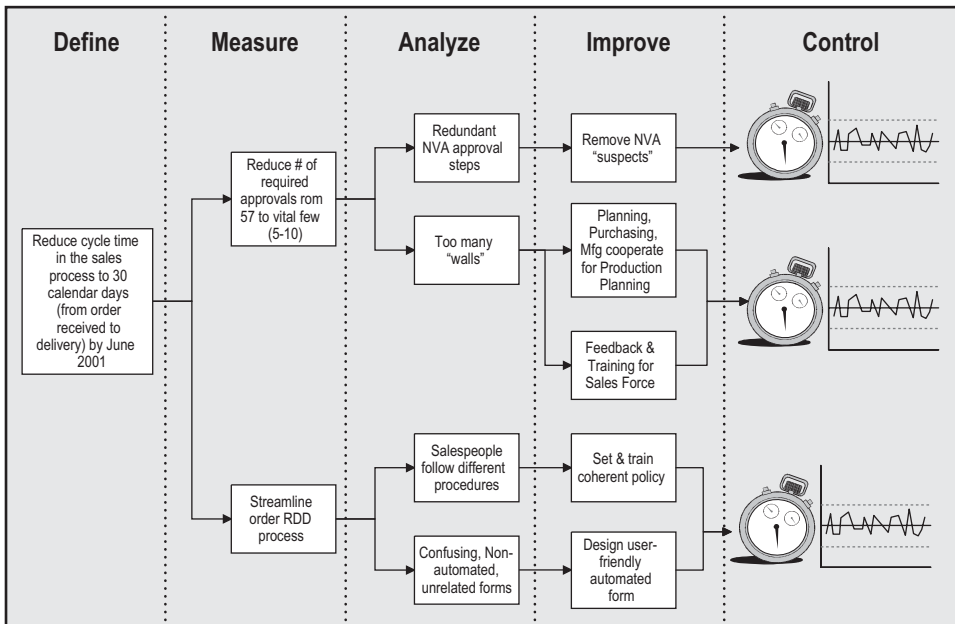 Define
Measure
Analyze
Improve
Control
Reduce cycle time
in the sales
process to 30
calendar days
(from order
received to
delivery) by June
2001
Reduce # of
required
approvals rom
57 to vital few
(5-10)
Streamline
order RDD
process
Redundant
NVA approval
steps
Too many
“walls”
Salespeople
follow different
procedures
Confusing, Non-
automated,
unrelated forms
Remove NVA
“suspects”
Planning,
Purchasing,
Mfg cooperate
for Production
Planning
Feedback &
Training for
Sales Force
Set & train
coherent policy
Design user-
friendly
automated
form